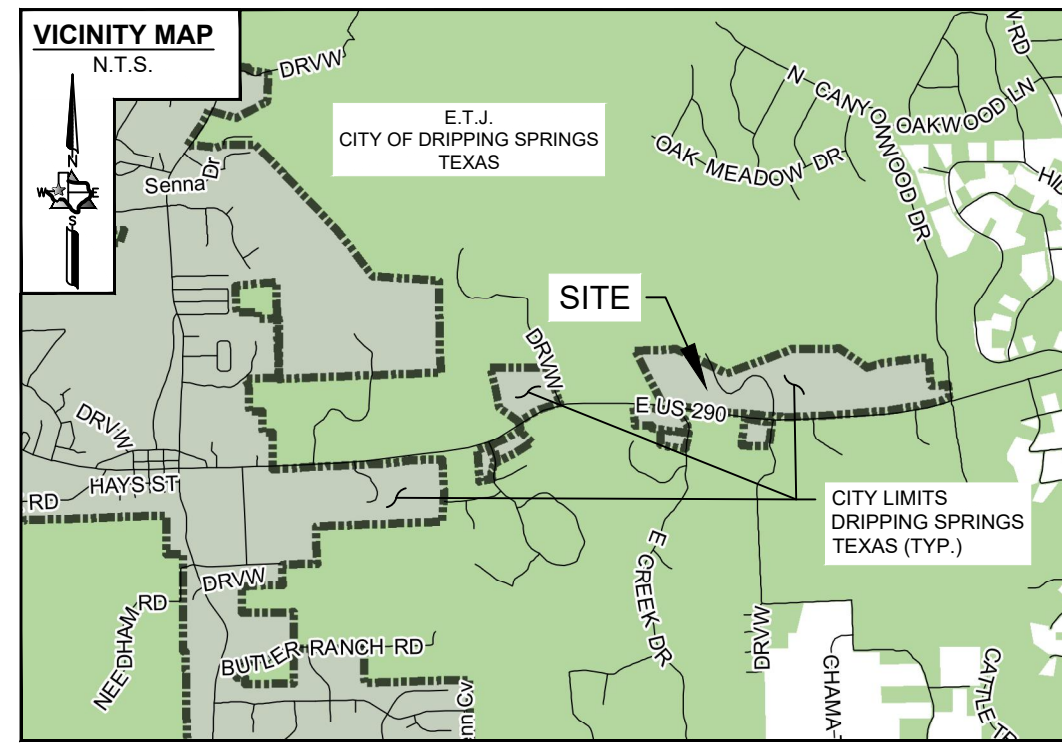 VICINITY MAP
N.T.S.
N
W
E
S
DRVW
E.T.J.
CITY OF DRIPPING SPRINGS
TEXAS
Senna Dr
N CANYONWOOD DR
OAKWOOD LN
OAK MEADOW DR
SITE
DRVW
E US 290
DRVW
HAYS ST
RD
CITY LIMITS
DRIPPING SPRINGS
TEXAS (TYP.)
DRVW
NEEDHAM RD
BUTLER RANCH RD
E CREEK DR
DRVW
CHAMA